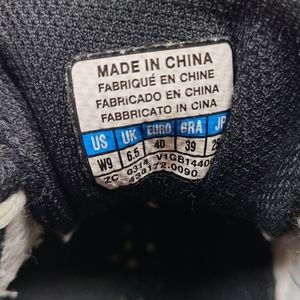 MADE IN CHINA
FABRIQUÉ EN CHINE
FABRICADO EN CHINA
FABBRICATO IN CINA
US UK EURO BRA JP
W9 6.5 40 39
ZC 0314 V1GB1440
434172.0090